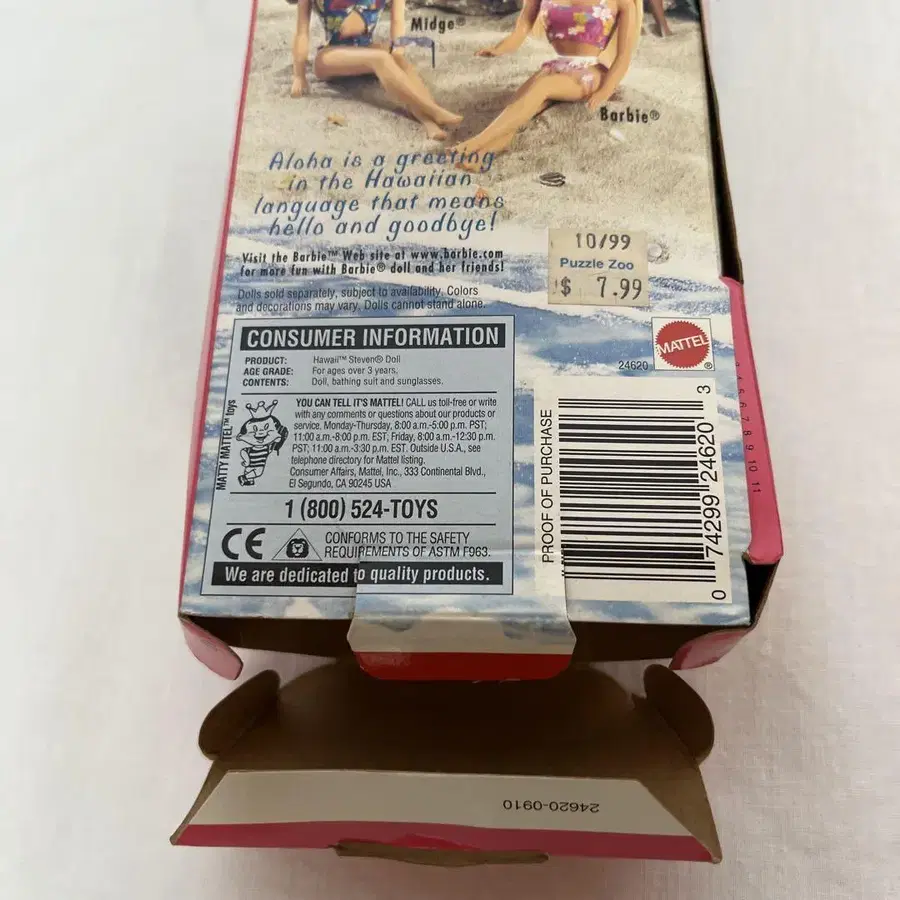 Midge®
Barbie®
Aloha is a greeting
in the Hawaiian
language that means
hello and goodbye!
Visit the Barbie™ Web site at www.barbie.com
for more fun with Barbie® doll and her friends!
Dolls sold separately, subject to availability. Colors
and decorations may vary. Dolls cannot stand alone.
10/99
Puzzle Zoo
$ 7.99
MATTEL
24620
CONSUMER INFORMATION
PRODUCT: Hawaii™ Steven® Doll
AGE GRADE: For ages over 3 years.
CONTENTS: Doll, bathing suit and sunglasses.
MATTY MATTEL™ toys
YOU CAN TELL IT'S MATTEL! CALL us toll-free or write
with any comments or questions about our products or
service. Monday-Thursday, 8:00 a.m.-5:00 p.m. PST;
11:00 a.m.-8:00 p.m. EST, Friday, 8:00 a.m.-12:30 p.m.
PST; 11:00 a.m.-3:30 p.m. EST. Outside U.S.A., see
telephone directory for Mattel listing.
Consumer Affairs, Mattel, Inc., 333 Continental Blvd.,
El Segundo, CA 90245 USA
1 (800) 524-TOYS
CE
CONFORMS TO THE SAFETY
REQUIREMENTS OF ASTM F963.
We are dedicated to quality products.
PROOF OF PURCHASE
0 74299 24620 3
4 5 6 7 8 9 10 11
24620-0910